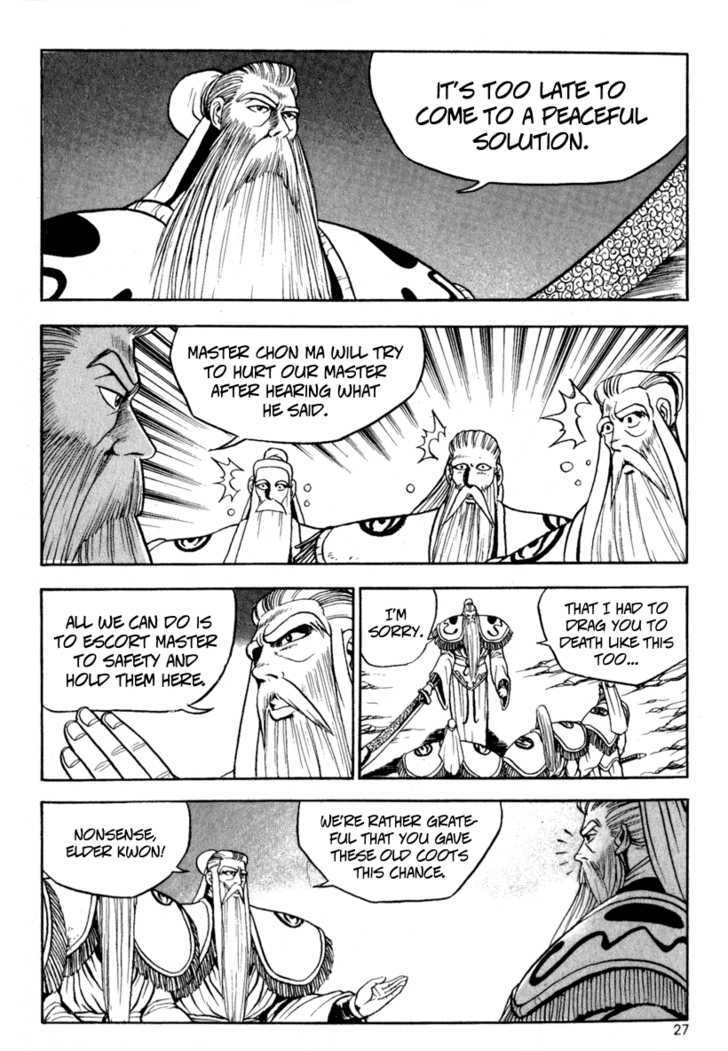 IT'S TOO LATE TO
COME TO A PEACEFUL
SOLUTION.
MASTER CHON MA WILL TRY
TO HURT OUR MASTER
AFTER HEARING WHAT
HE SAID.
ALL WE CAN DO IS
TO ESCORT MASTER
TO SAFETY AND
HOLD THEM HERE.
I'M
SORRY.
THAT I HAD TO
DRAG YOU TO
DEATH LIKE THIS
TOO...
NONSENSE,
ELDER KWON!
WE'RE RATHER GRATE-
FUL THAT YOU GAVE
THESE OLD COOTS
THIS CHANCE.
27